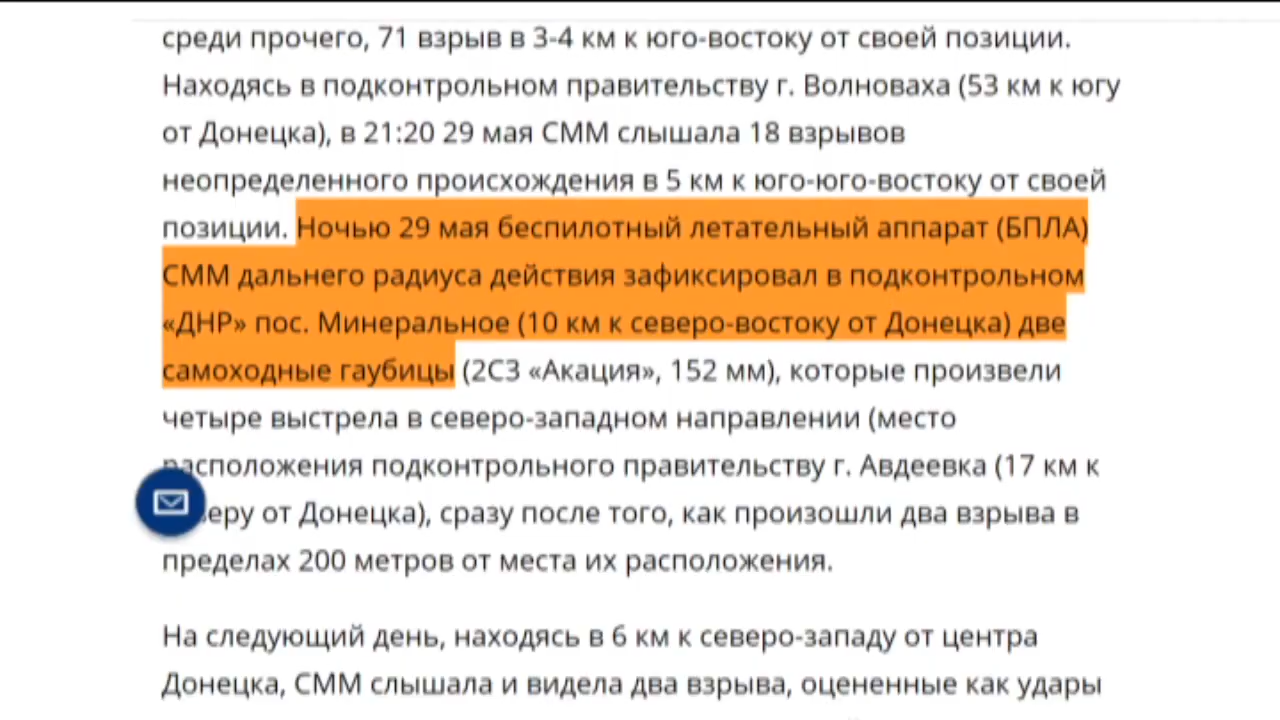 среди прочего, 71 взрыв в 3-4 км к юго-востоку от своей позиции.
Находясь в подконтрольном правительству г. Волноваха (53 км к югу
от Донецка), в 21:20 29 мая СММ слышала 18 взрывов
неопределенного происхождения в 5 км к юго-юго-востоку от своей
позиции. Ночью 29 мая беспилотный летательный аппарат (БПЛА)
СММ дальнего радиуса действия зафиксировал в подконтрольном
«ДНР» пос. Минеральное (10 км к северо-востоку от Донецка) две
самоходные гаубицы (2С3 «Акация», 152 мм), которые произвели
четыре выстрела в северо-западном направлении (место
расположения подконтрольного правительству г. Авдеевка (17 км к
еру от Донецка), сразу после того, как произошли два взрыва в
пределах 200 метров от места их расположения.
На следующий день, находясь в 6 км к северо-западу от центра
Донецка, СММ слышала и видела два взрыва, оцененные как удары